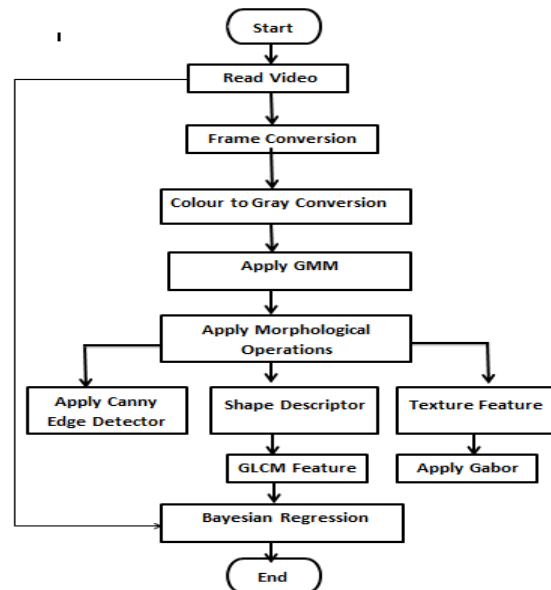 Start
Read Video
Frame Conversion
Colour to Gray Conversion
Apply GMM
Apply Morphological
Operations
Apply Canny
Edge Detector
Shape Descriptor
Texture Feature
GLCM Feature
Apply Gabor
Bayesian Regression
End